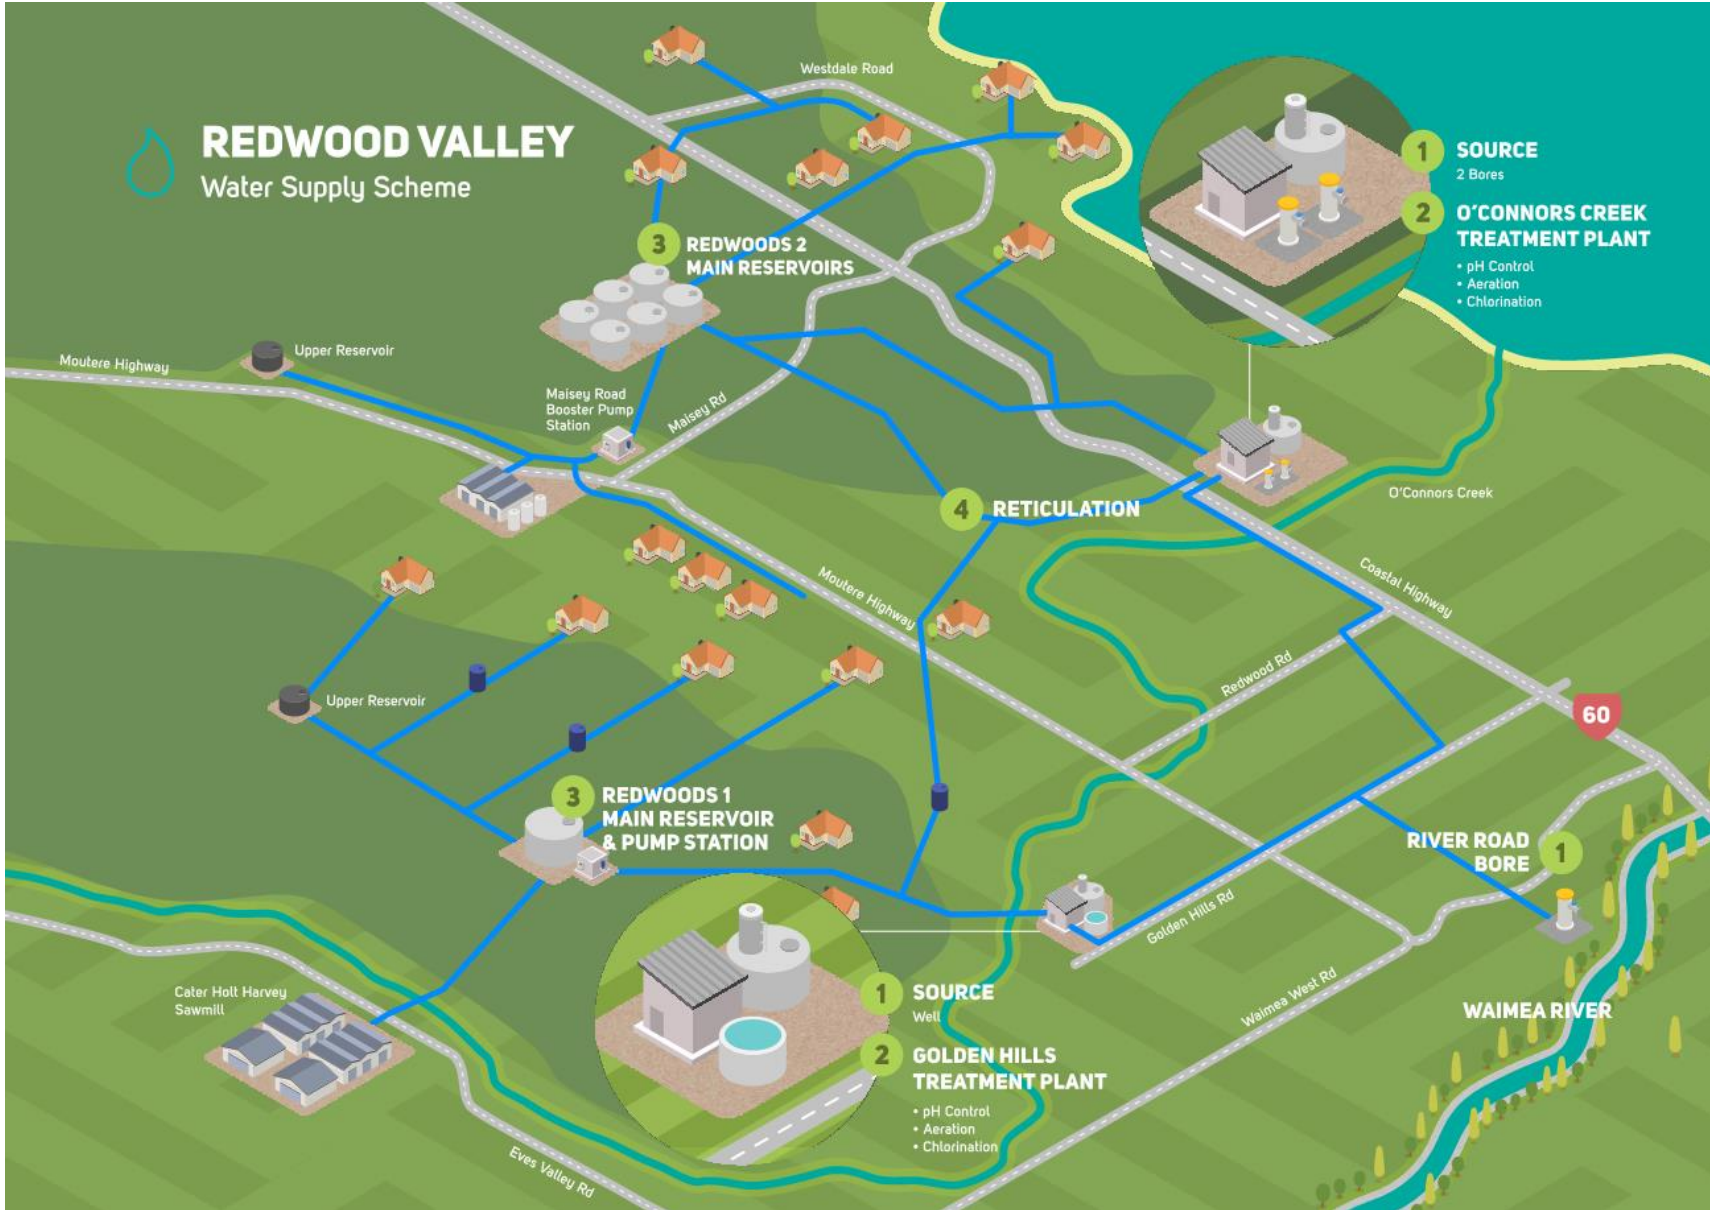 REDWOOD VALLEY
Water Supply Scheme
Westdale Road
1
SOURCE
2 Bores
2
O'CONNORS CREEK
TREATMENT PLANT
• pH Control
• Aeration
• Chlorination
3
REDWOODS 2
MAIN RESERVOIRS
Upper Reservoir
Moutere Highway
Maisey Road
Booster Pump
Station
Maisey Rd
4
RETICULATION
O'Connors Creek
Coastal Highway
Moutere Highway
Redwood Rd
60
Upper Reservoir
3
REDWOODS 1
MAIN RESERVOIR
& PUMP STATION
RIVER ROAD
BORE
1
Golden Hills Rd
Waimea West Rd
WAIMEA RIVER
Cater Holt Harvey
Sawmill
1
SOURCE
Well
2
GOLDEN HILLS
TREATMENT PLANT
• pH Control
• Aeration
• Chlorination
Eves Valley Rd